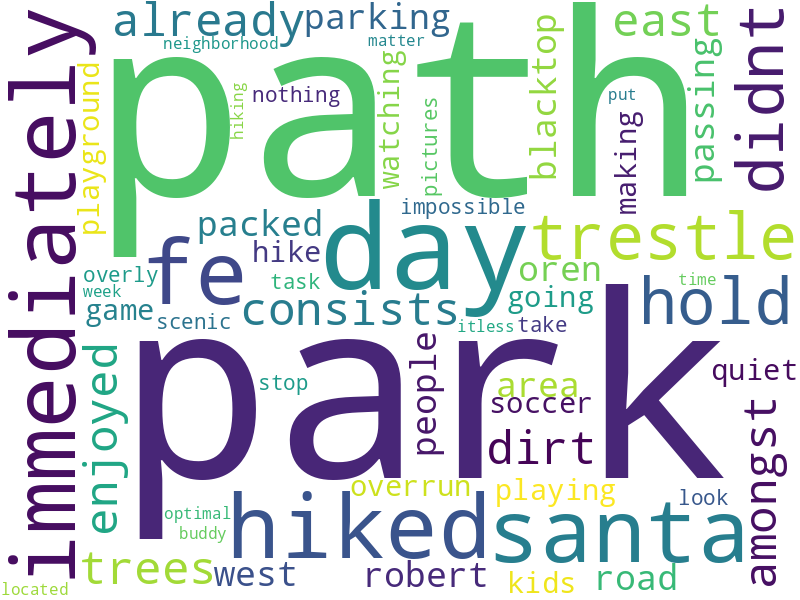 already
parking
east
neighborhood
matter
path
immediately
playground
hiking
nothing
watching
pictures
blacktop
put
making
passing
didnt
impossible
packed
hike
day
trestle
fe
oren
overly
week
task
time
game
scenic
consists
itless
going
take
hold
park
enjoyed
stop
people
area
soccer
dirt
quiet
amongst
overrun
playing
look
optimal
buddy
hiked
santa
trees
west
robert
kids
road
located